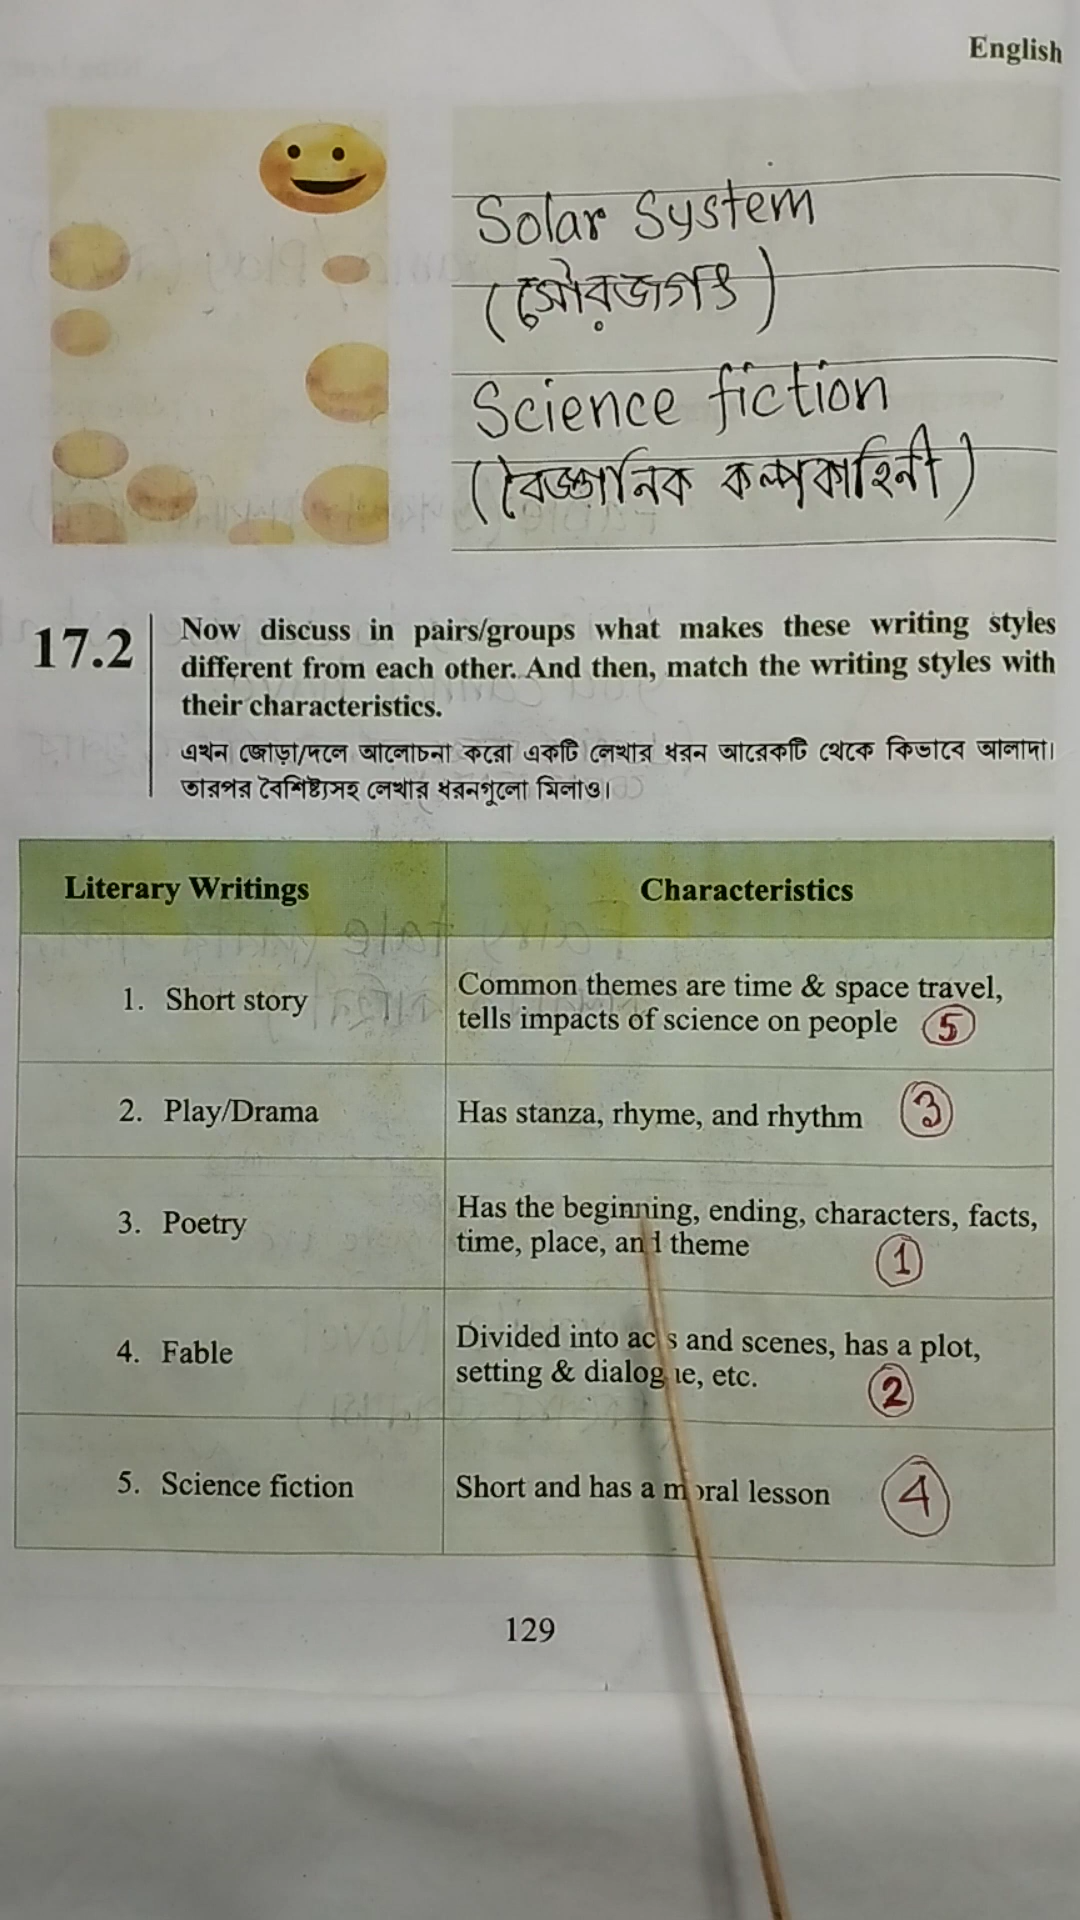 English
Solar System
(সৌরজগৎ)
Science fiction
(বৈজ্ঞানিক কল্পকাহিনী)
17.2
Now discuss in pairs/groups what makes these writing styles
different from each other. And then, match the writing styles with
their characteristics.
এখন জোড়া/দলে আলোচনা করো একটি লেখার ধরন আরেকটি থেকে কিভাবে আলাদা।
তারপর বৈশিষ্ট্যসহ লেখার ধরনগুলো মিলাও।
Literary Writings Characteristics
1. Short story
Common themes are time & space travel,
tells impacts of science on people 5
2. Play/Drama Has stanza, rhyme, and rhythm 3
3. Poetry
Has the beginning, ending, characters, facts,
time, place, and theme 1
4. Fable
Divided into acts and scenes, has a plot,
setting & dialogue, etc. 2
5. Science fiction Short and has a moral lesson 4
129